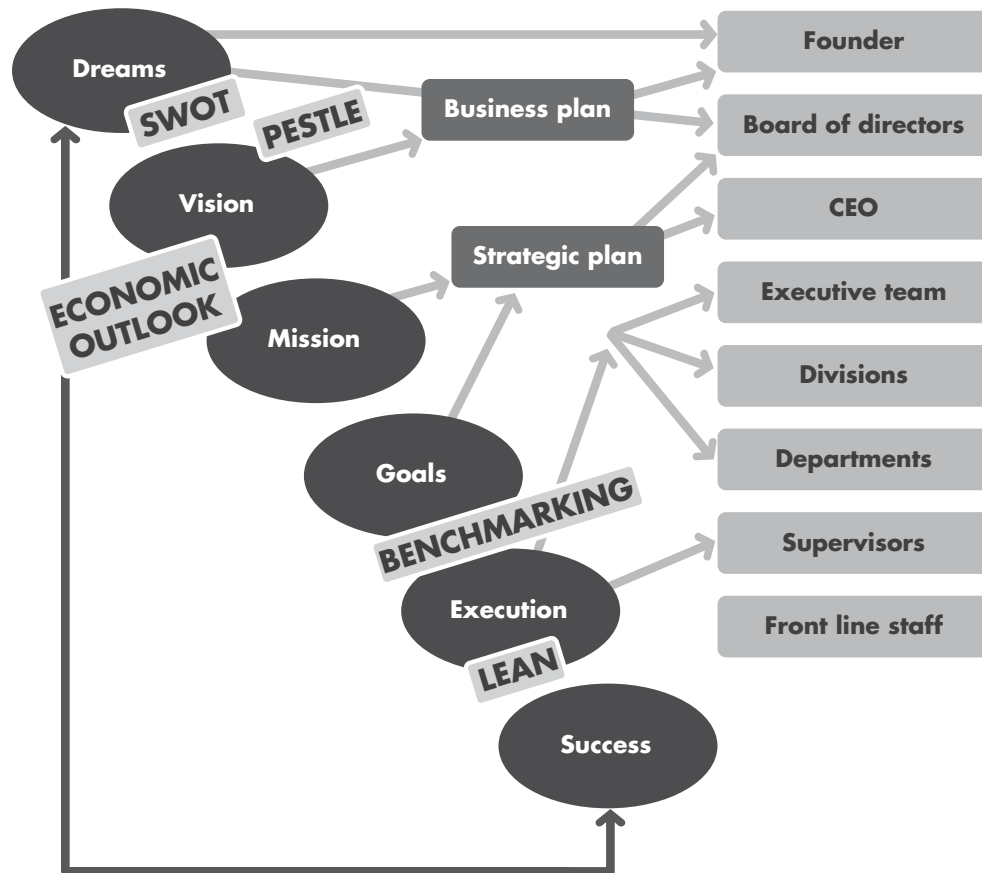 Founder
Dreams
SWOT
PESTLE
Business plan
Board of directors
Vision
CEO
Strategic plan
ECONOMIC
OUTLOOK
Executive team
Mission
Divisions
Goals
Departments
BENCHMARKING
Supervisors
Execution
Front line staff
LEAN
Success